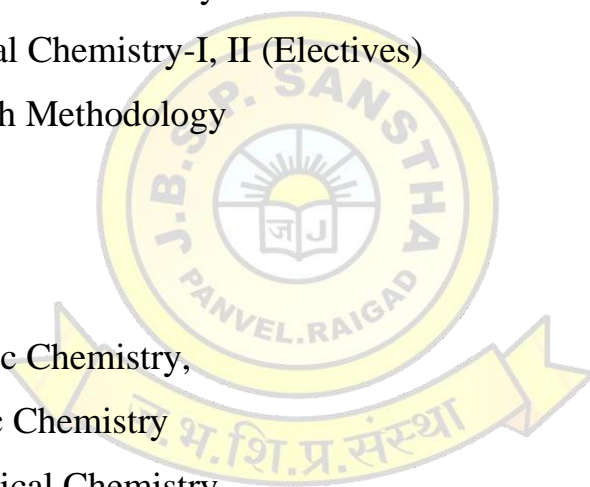 al Chemistry-I, II (Electives)
h Methodology
J.B.S.P. SANSTHA
ज J
PANVEL.RAIGAD
c Chemistry,
c Chemistry
ज.भ.शि.प्र.संस्था
ical Chemistry